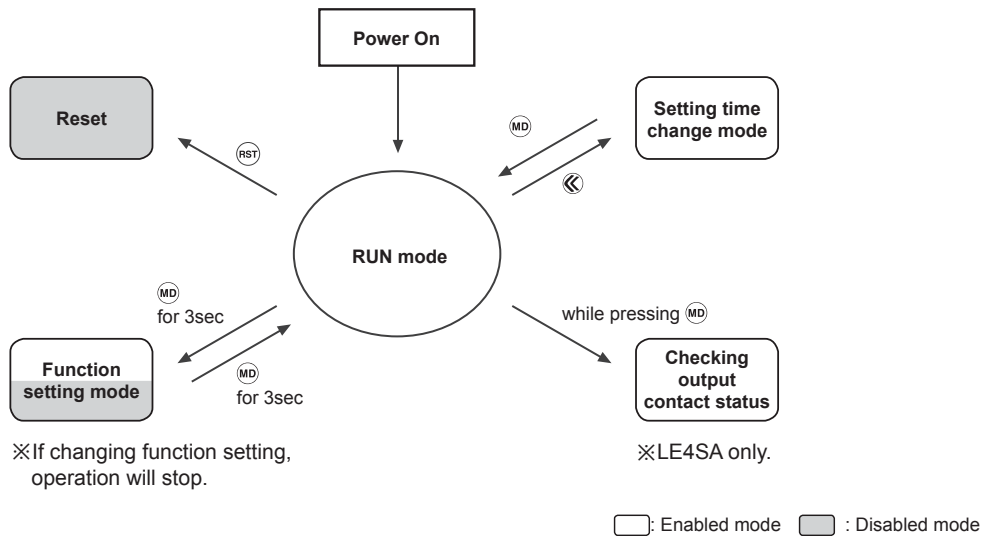 Power On
Reset
Setting time
change mode
MD
RST
RUN mode
MD
for 3sec
while pressing MD
Function
setting mode
MD
for 3sec
Checking
output
contact status
※If changing function setting,
operation will stop.
※LE4SA only.
: Enabled mode
: Disabled mode